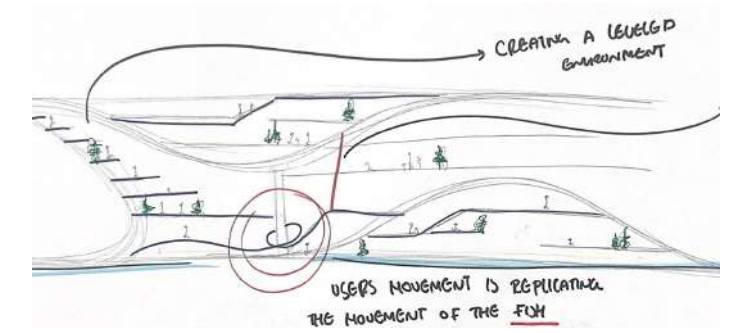 CREATING A LEVELED
ENVIRONMENT
USERS MOVEMENT IS REPLICATING
THE MOVEMENT OF THE FISH